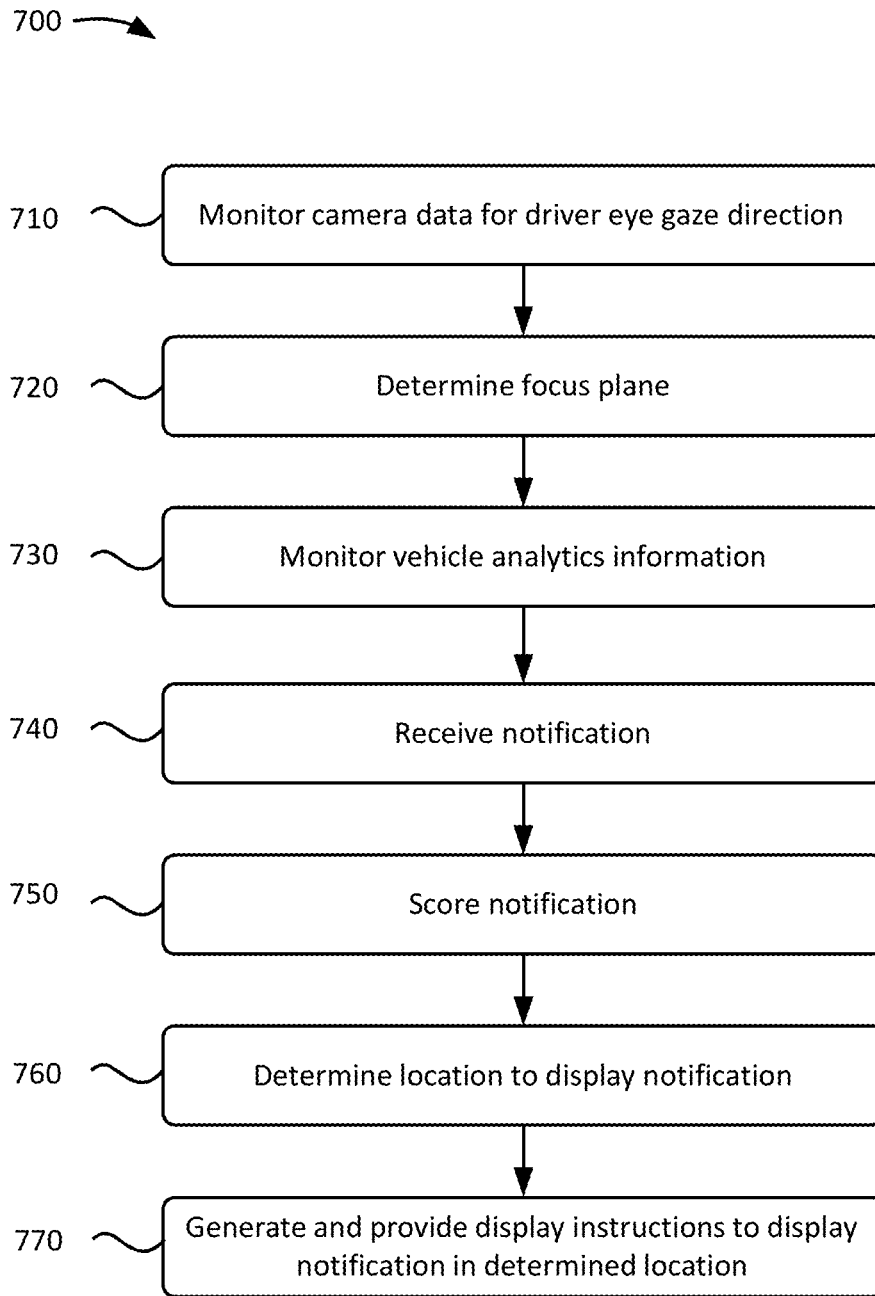 700
710
Monitor camera data for driver eye gaze direction
720
Determine focus plane
730
Monitor vehicle analytics information
740
Receive notification
750
Score notification
760
Determine location to display notification
770
Generate and provide display instructions to display
notification in determined location